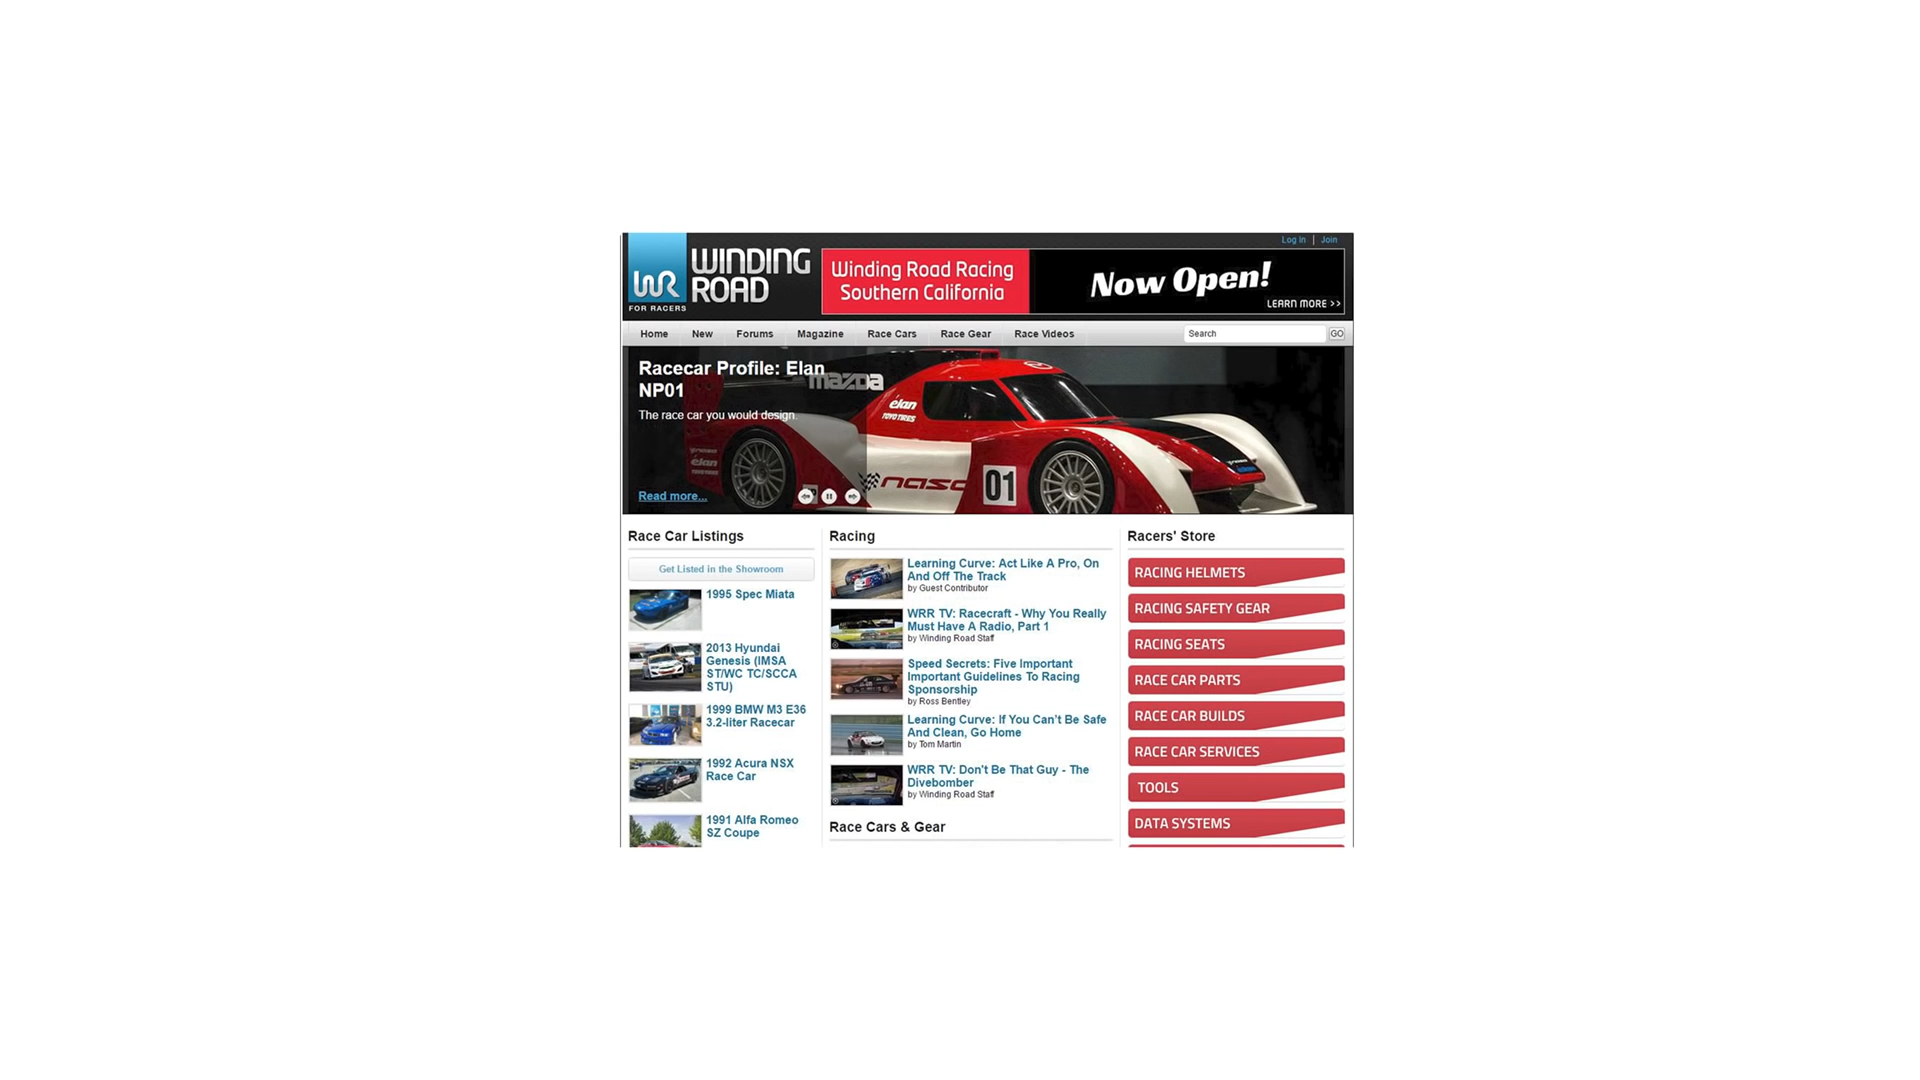 Log In | Join
WR
FOR RACERS
WINDING
ROAD
Winding Road Racing
Southern California
Now Open!
LEARN MORE >>
Home New Forums Magazine Race Cars Race Gear Race Videos Search GO
Racecar Profile: Elan
NP01
The race car you would design.
Read more...
mazda
élan
TOYO TIRES
élan
nasa
01
Race Car Listings
Get Listed in the Showroom
1995 Spec Miata
2013 Hyundai
Genesis (IMSA
ST/WC TC/SCCA
STU)
1999 BMW M3 E36
3.2-liter Racecar
1992 Acura NSX
Race Car
1991 Alfa Romeo
SZ Coupe
Racing
Learning Curve: Act Like A Pro, On
And Off The Track
by Guest Contributor
WRR TV: Racecraft - Why You Really
Must Have A Radio, Part 1
by Winding Road Staff
Speed Secrets: Five Important
Important Guidelines To Racing
Sponsorship
by Ross Bentley
Learning Curve: If You Can't Be Safe
And Clean, Go Home
by Tom Martin
WRR TV: Don't Be That Guy - The
Divebomber
by Winding Road Staff
Race Cars & Gear
Racers' Store
RACING HELMETS
RACING SAFETY GEAR
RACING SEATS
RACE CAR PARTS
RACE CAR BUILDS
RACE CAR SERVICES
TOOLS
DATA SYSTEMS